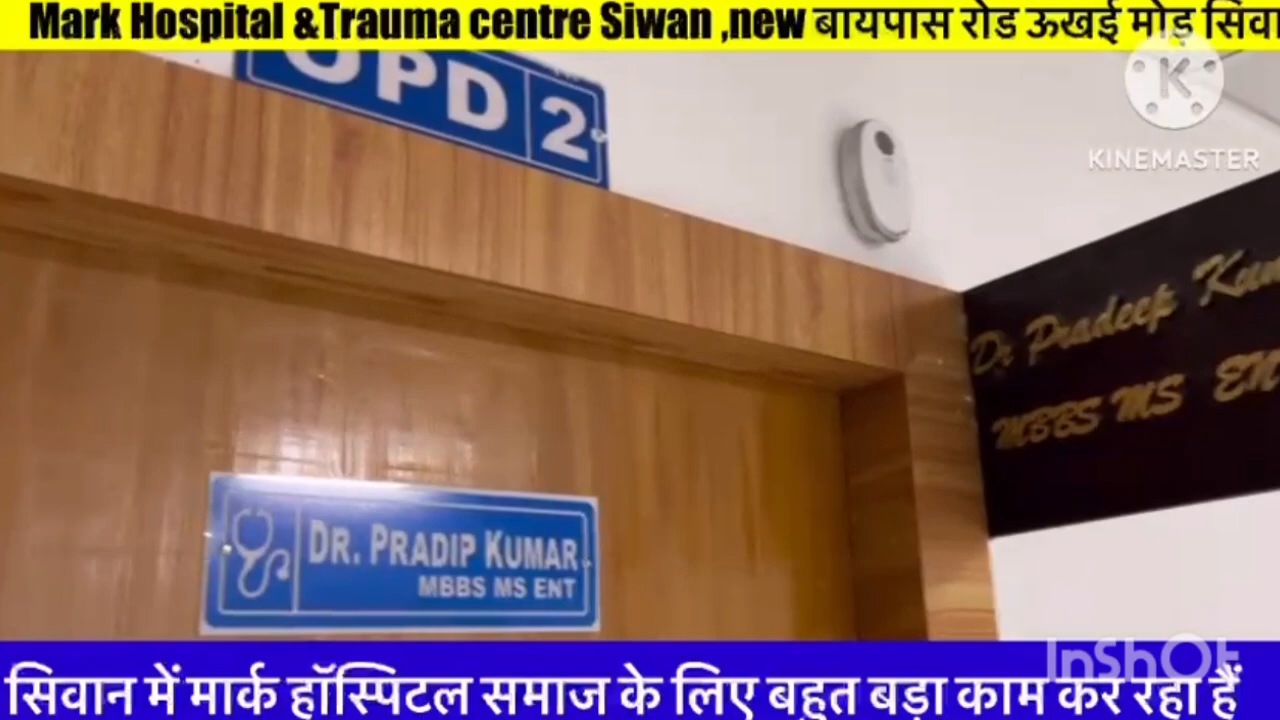 Mark Hospital &Trauma centre Siwan ,new बायपास रोड ऊखई मोड़
K
KINEMASTER
OPD 2
Dr Pradeep
MBBS MS
DR. PRADIP KUMAR
MBBS MS ENT
InShOt
सिवान में मार्क हॉस्पिटल समाज के लिए बहुत बड़ा काम कर रहा हैं